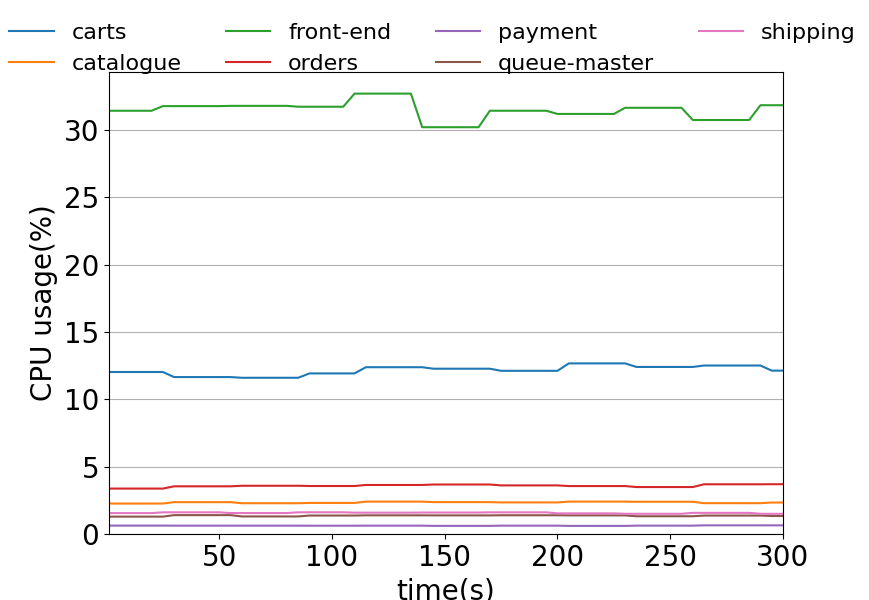 carts front-end payment shipping
catalogue orders queue-master
30
25
20
15
10
5
0
50 100 150 200 250 300
CPU usage(%)
time(s)